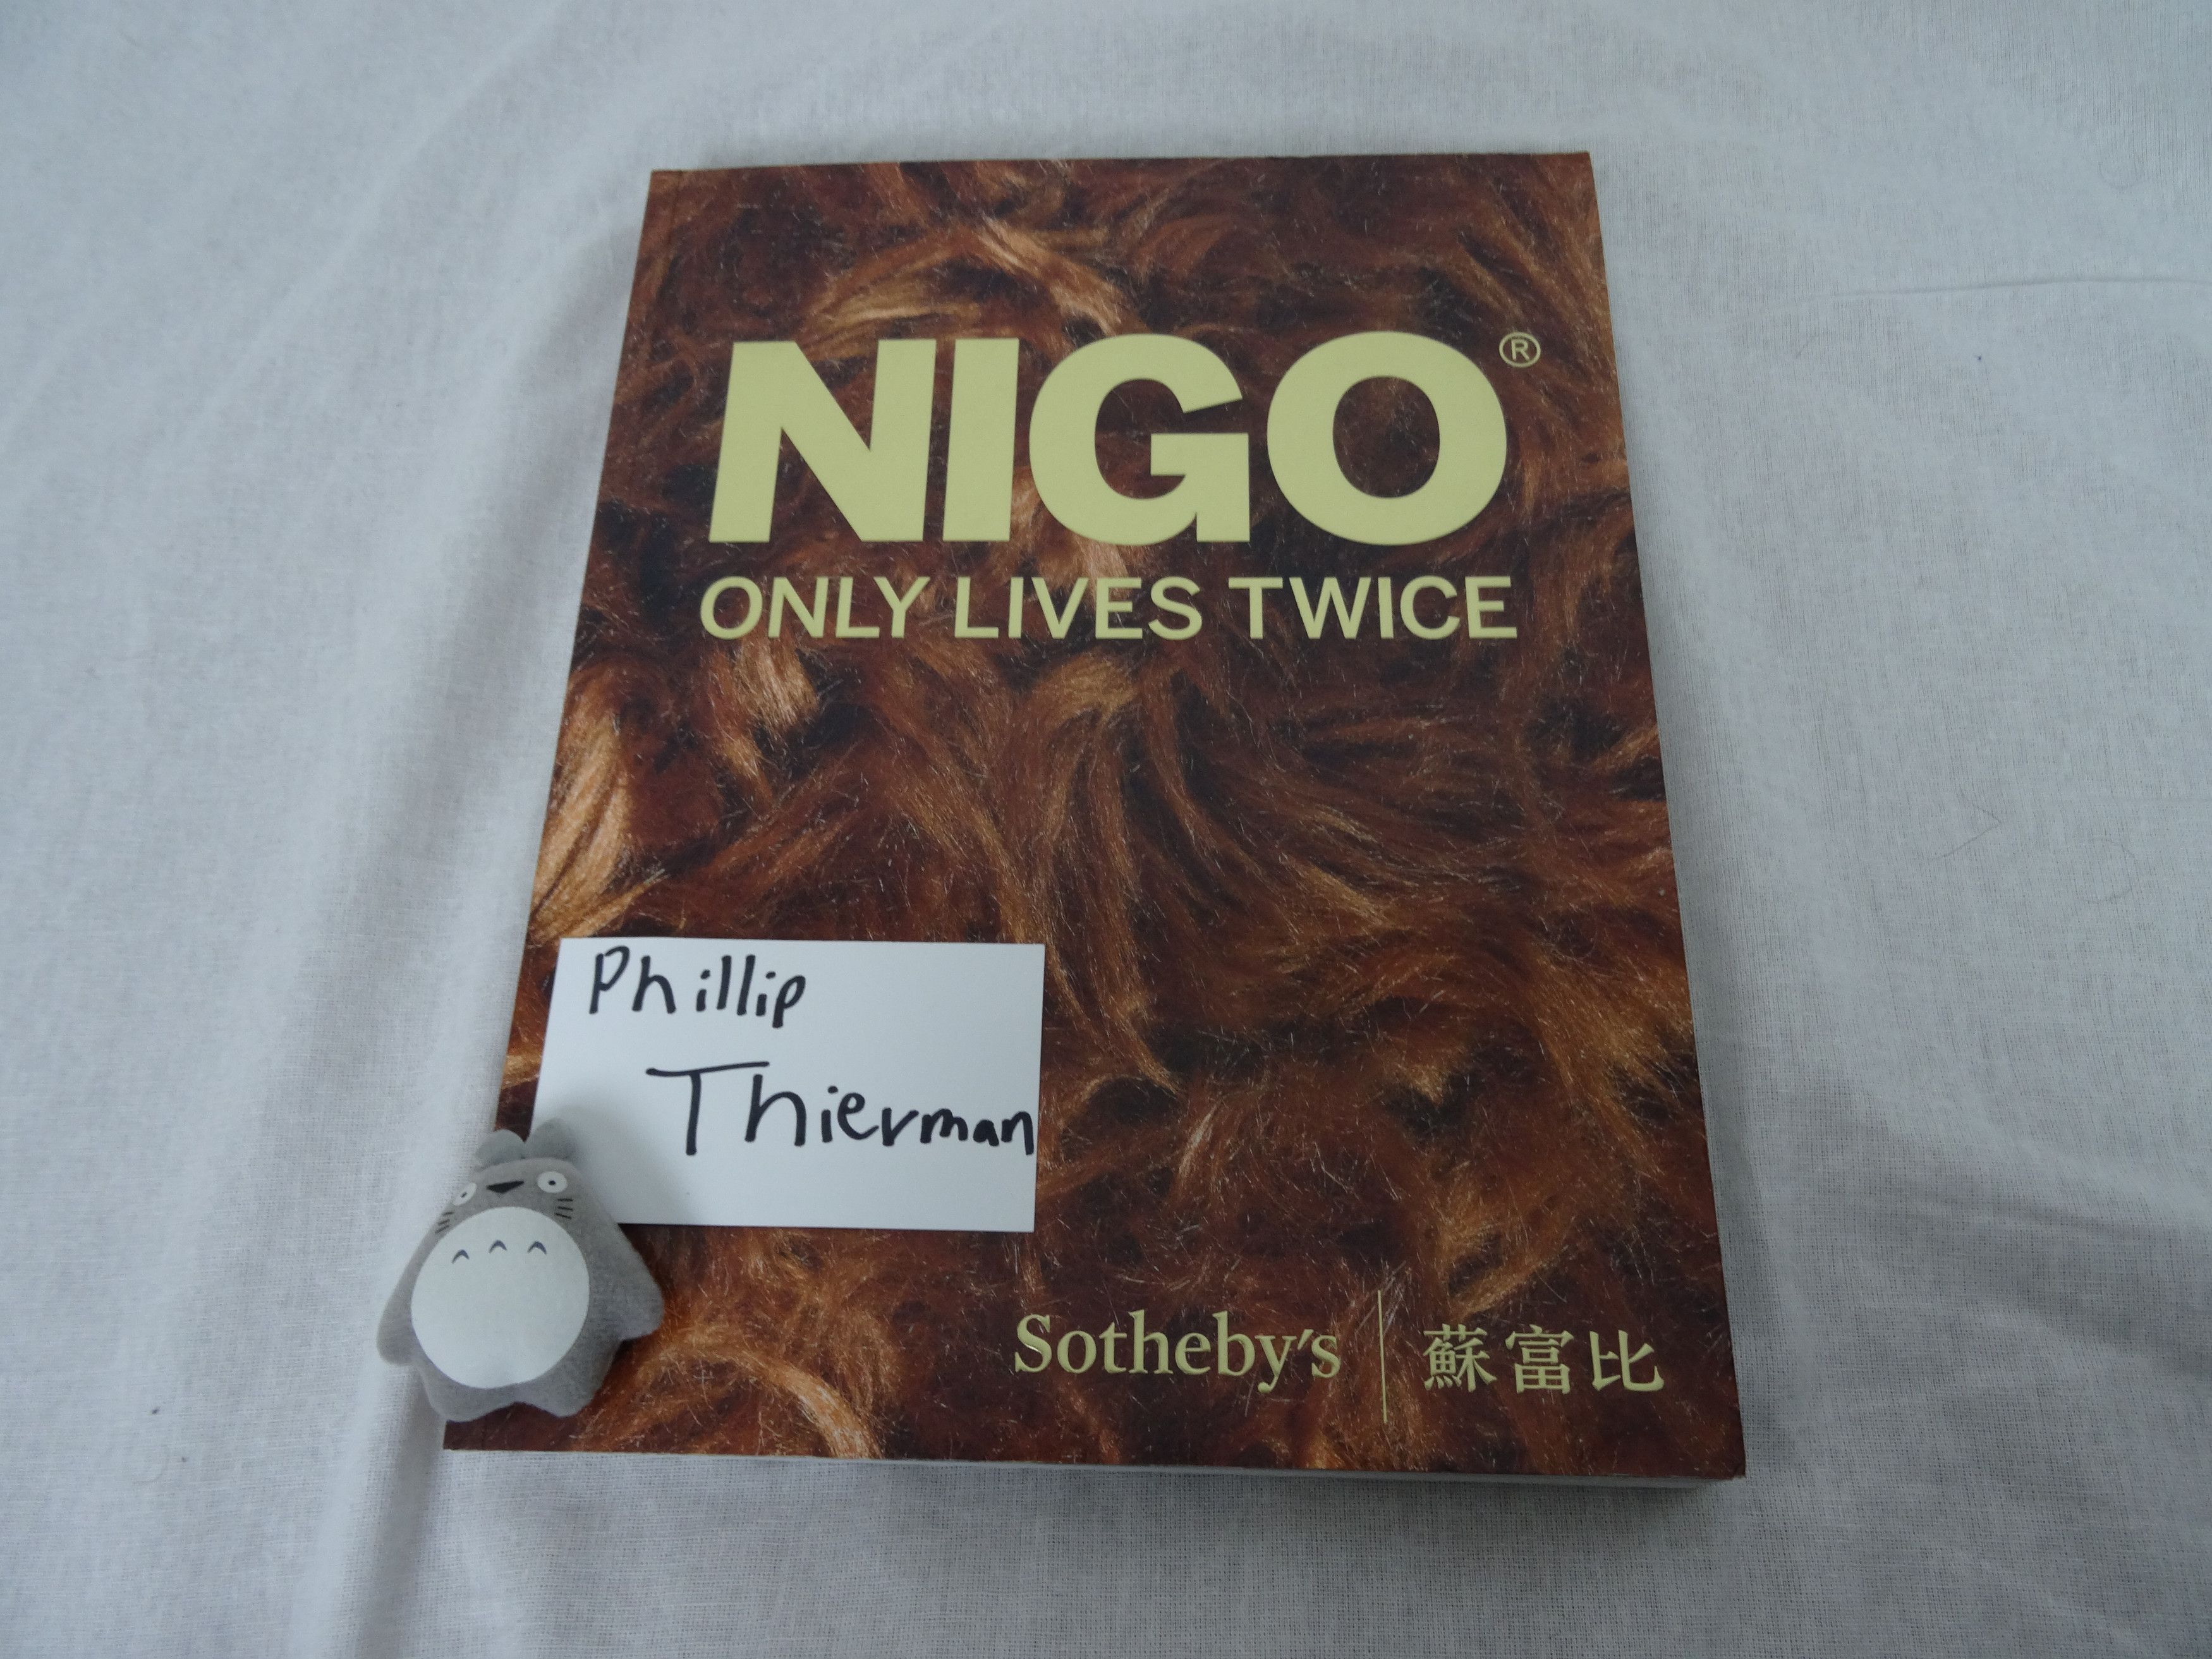 NIGO®
ONLY LIVES TWICE
Phillip
Thierman
Sotheby's | 蘇富比